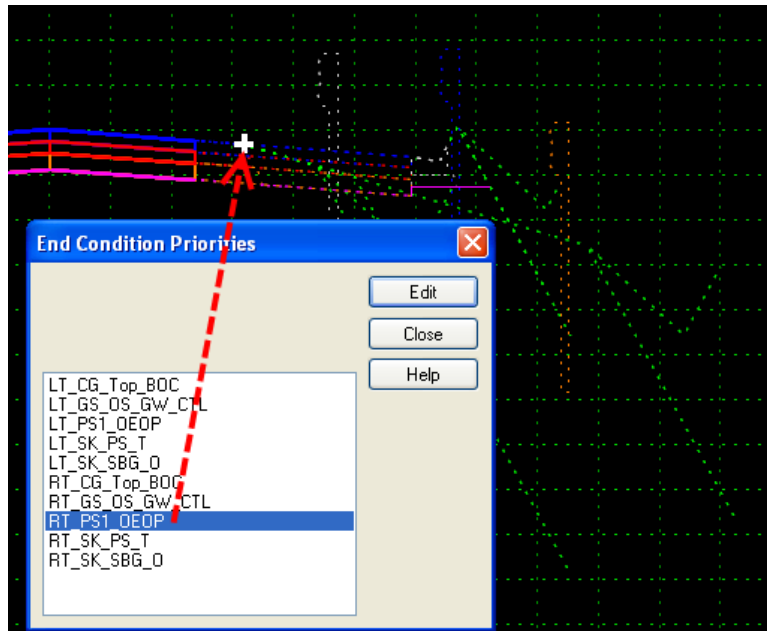 End Condition Priorities
Edit
Close
Help
LT_CG_Top_BOC
LT_GS_OS_GW_CTL
LT_PS1_OEOP
LT_SK_PS_T
LT_SK_SBG_O
RT_CG_Top_BOC
RT_GS_OS_GW_CTL
RT_PS1_OEOP
RT_SK_PS_T
RT_SK_SBG_O